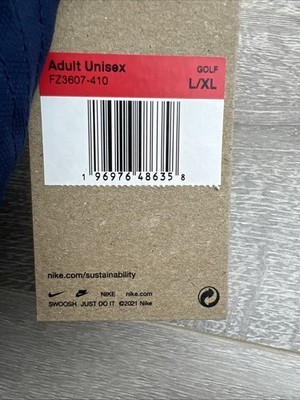 Adult Unisex
GOLF
FZ3607-410
L/XL
1 96976 48635 8
nike.com/sustainability
NIKE nike.com
SWOOSH JUST DO IT ©2021 Nike